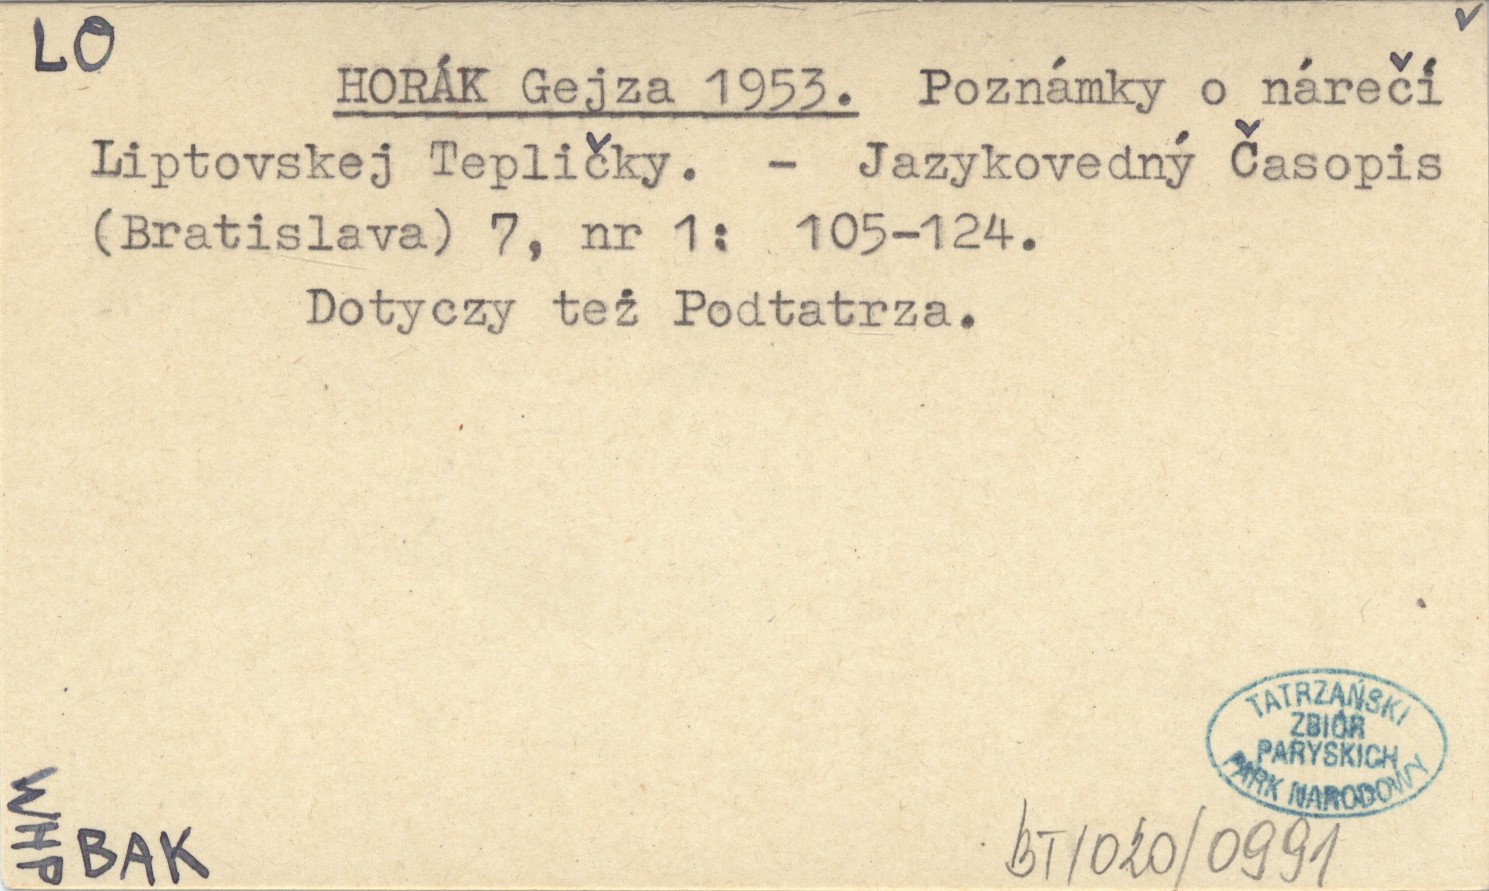 LO
HORÁK Gejza 1953. Poznámky o nárečí
Liptovskej Tepličky. - Jazykovedný Časopis
(Bratislava) 7, nr 1: 105-124.
Dotyczy też Podtatrza.
TATRZAŃSKI
ZBIÓR
PARYSKICH
PARK NARODOWY
WHP
BAK
BT/020/0991